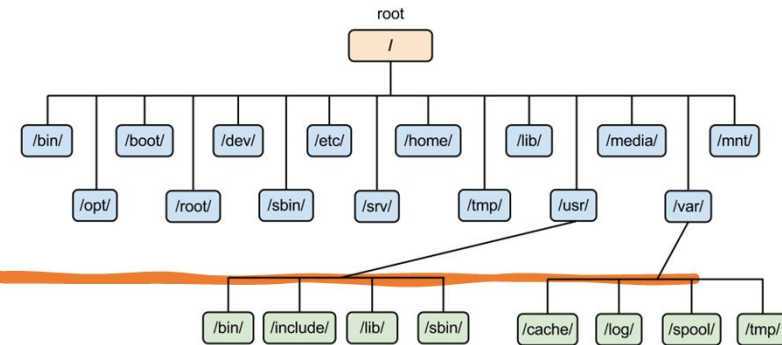 root
/
/bin/ /boot/ /dev/ /etc/ /home/ /lib/ /media/ /mnt/
/opt/ /root/ /sbin/ /srv/ /tmp/ /usr/ /var/
/bin/ /include/ /lib/ /sbin/ /cache/ /log/ /spool/ /tmp/